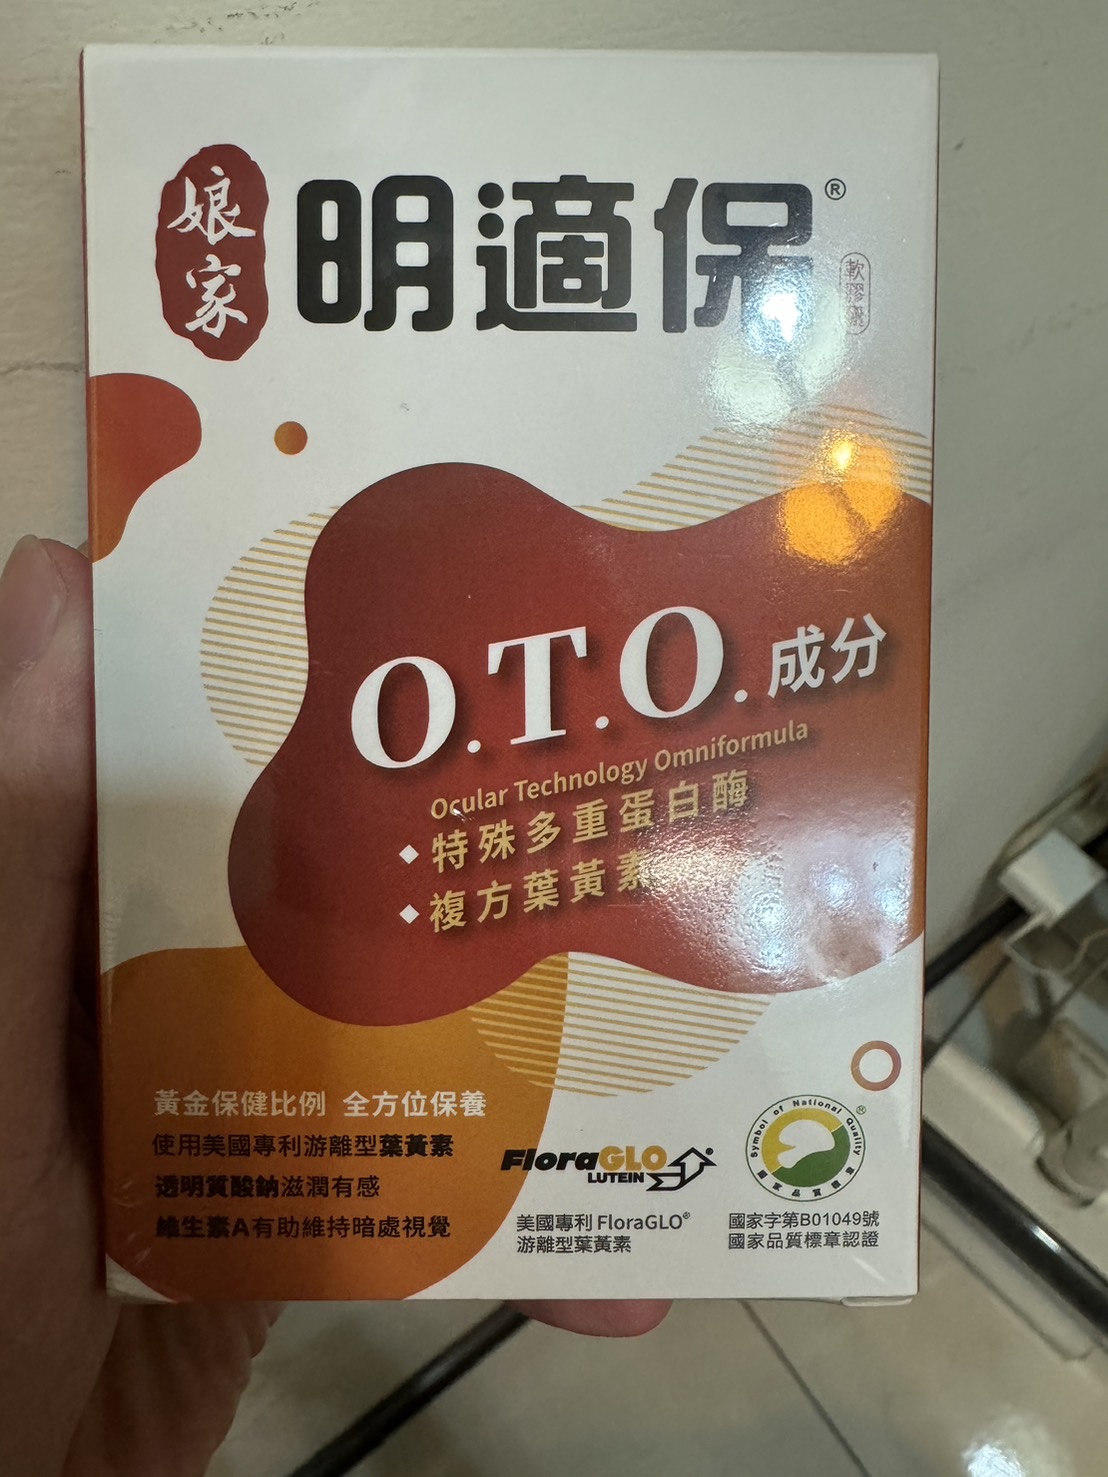 娘家
明適保®
軟膠囊
O.T.O.成分
Ocular Technology Omniformula
特殊多重蛋白酶
複方葉黃素
黃金保健比例 全方位保養
使用美國專利游離型葉黃素
透明質酸鈉滋潤有感
維生素A有助維持暗處視覺
FloraGLO
LUTEIN
美國專利 FloraGLO®
游離型葉黃素
Symbol of National Quality
國家品質標章
國家字第B01049號
國家品質標章認證